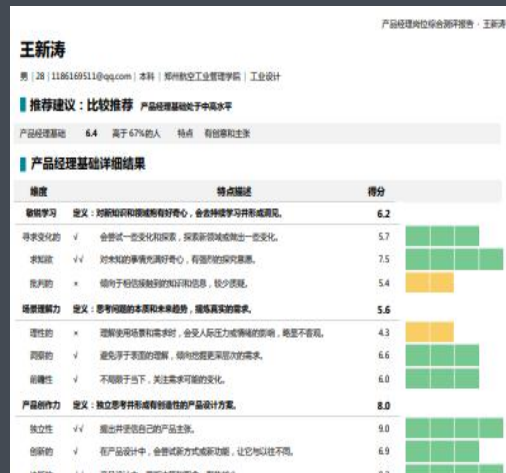 产品经理岗位综合测评报告 · 王新涛
王新涛
男 | 28 | 1186169511@qq.com | 本科 | 郑州航空工业管理学院 | 工业设计
推荐建议：比较推荐 产品经理基础处于中高水平
产品经理基础 6.4 高于67%的人 特点 有创意和主张
产品经理基础详细结果
维度 特点描述 得分
敏锐学习 定义：对新知识和领域抱有好奇心，会去持续学习并形成洞见。 6.2
寻求变化的 √ 会尝试一些变化和探索，探索新领域或做出一些变化。 5.7
求知欲 √√ 对未知的事情充满好奇心，有强烈的探究意愿。 7.5
批判的 × 倾向于相信接触到的知识和信息，较少质疑。 5.4
场景理解力 定义：思考问题的本质和未来趋势，提炼真实的需求。 5.6
理性的 × 理解使用场景和需求时，会受人际压力或情绪的影响，略显不客观。 4.3
洞察的 √ 避免浮于表面的理解，倾向挖掘更深层次的需求。 6.6
前瞻性 √ 不局限于当下，关注需求可能的变化。 6.0
产品创作力 定义：独立思考并形成有创造性的产品设计方案。 8.0
独立性 √√ 提出并坚信自己的产品主张。 9.0
创新的 √ 在产品设计中，会尝试新方式或新功能，让它与以往不同。 6.9